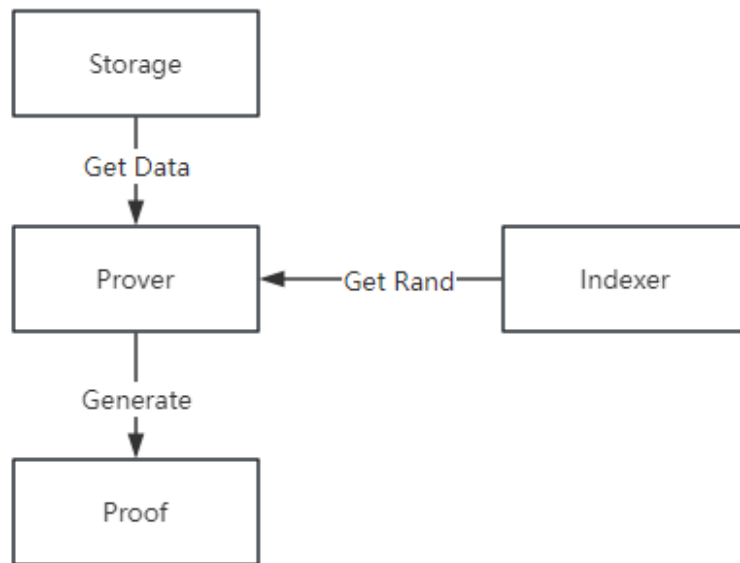 Storage
Get Data
Prover
Get Rand
Indexer
Generate
Proof